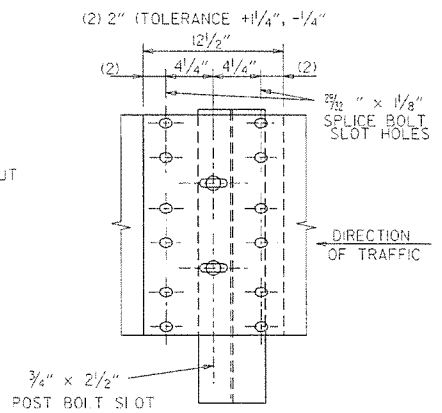 (2) 2" (TOLERANCE +1 1/4", -1/4"
12 1/2"
(2) 4 1/4" 4 1/4" (2)
29/32 " × 1 1/8"
SPLICE BOLT
SLOT HOLES
UT
DIRECTION
OF TRAFFIC
3/4" × 2 1/2"
POST BOLT SLOT